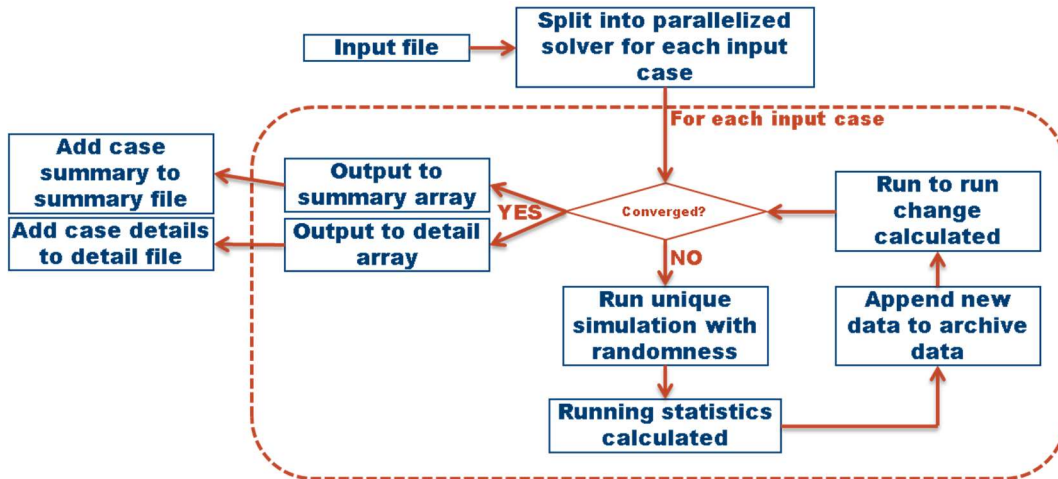 Input file
Split into parallelized
solver for each input
case
For each input case
Add case
summary to
summary file
Output to
summary array
YES
Converged?
Run to run
change
calculated
Add case details
to detail file
Output to detail
array
NO
Run unique
simulation with
randomness
Append new
data to archive
data
Running statistics
calculated